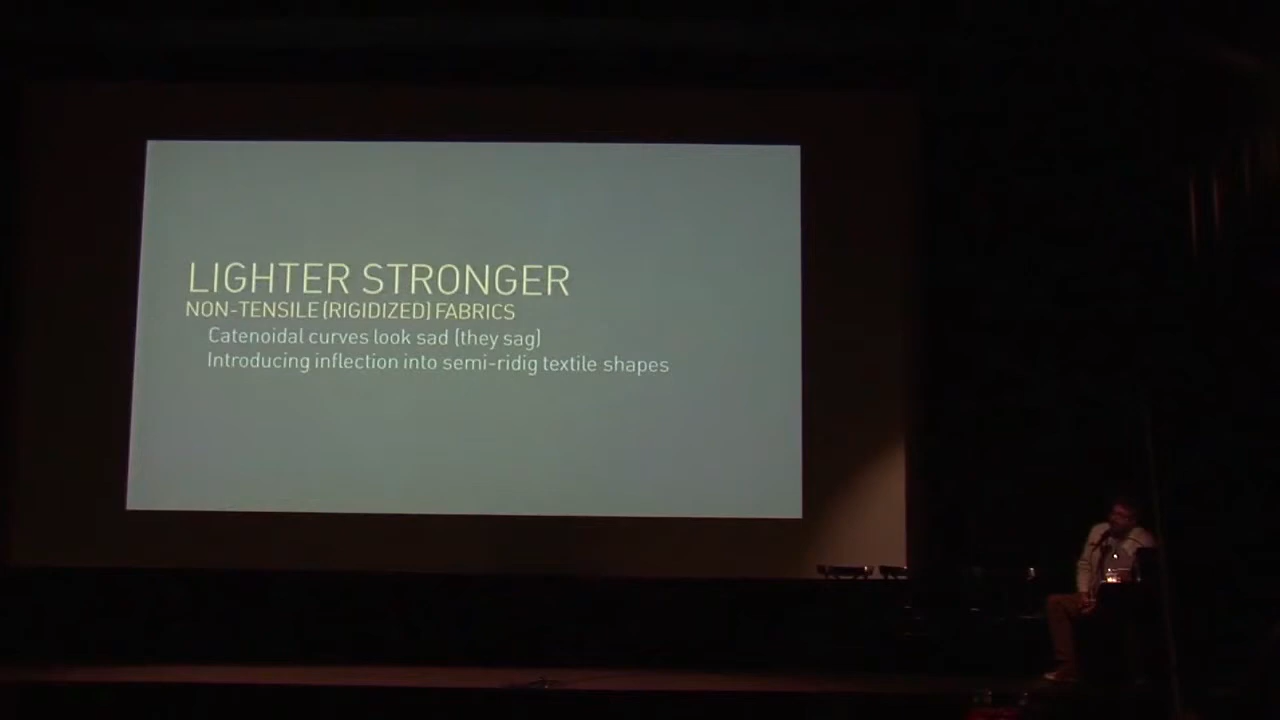 LIGHTER STRONGER
NON-TENSILE (RIGIDIZED) FABRICS
Catenoidal curves look sad (they sag)
Introducing inflection into semi-ridig textile shapes